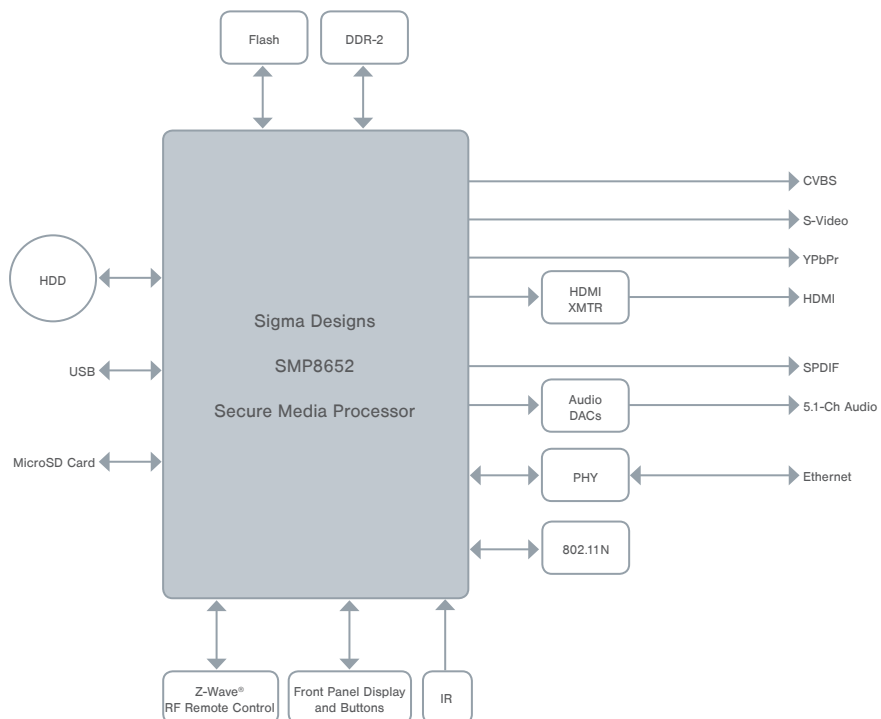 Flash
DDR-2
CVBS
S-Video
YPbPr
HDD
HDMI
XMTR
HDMI
Sigma Designs
SMP8652
Secure Media Processor
USB
SPDIF
Audio
DACs
5.1-Ch Audio
MicroSD Card
PHY
Ethernet
802.11N
Z-Wave®
RF Remote Control
Front Panel Display
and Buttons
IR